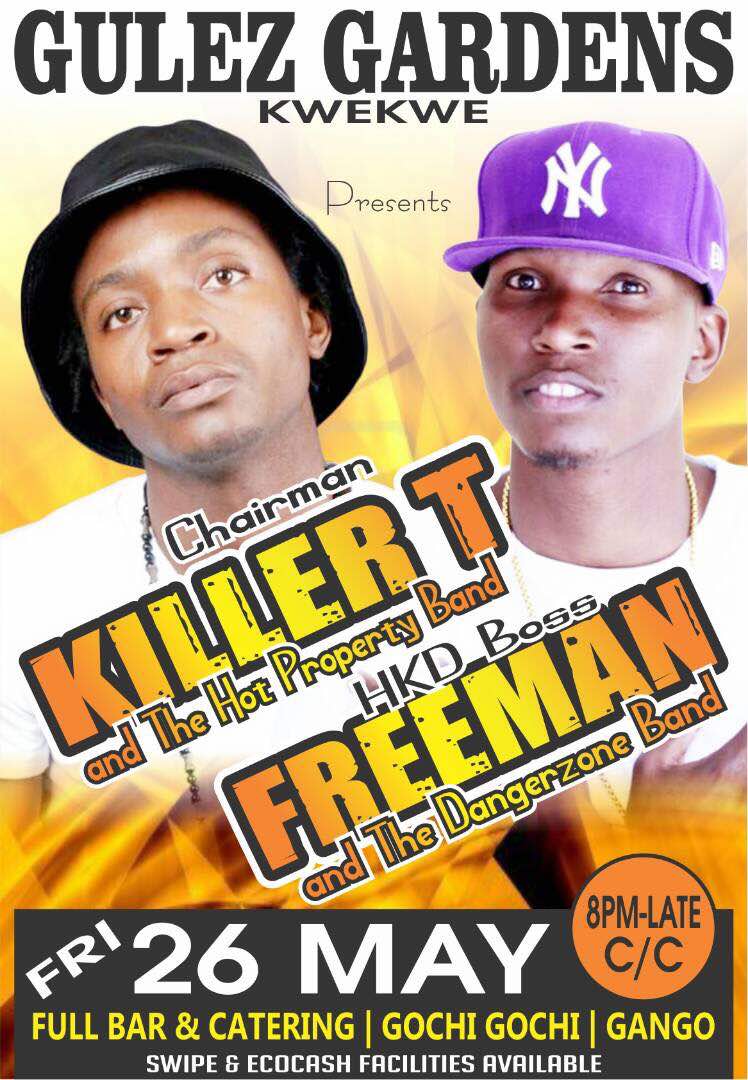 GULEZ GARDENS
KWEKWE
Presents
NY
Chairman
KILLER T
and The Hot Property Band
HKD Boss
FREEMAN
and The Dangerzone Band
8PM-LATE
C/C
FRI 26 MAY
FULL BAR & CATERING | GOCHI GOCHI | GANGO
SWIPE & ECOCASH FACILITIES AVAILABLE